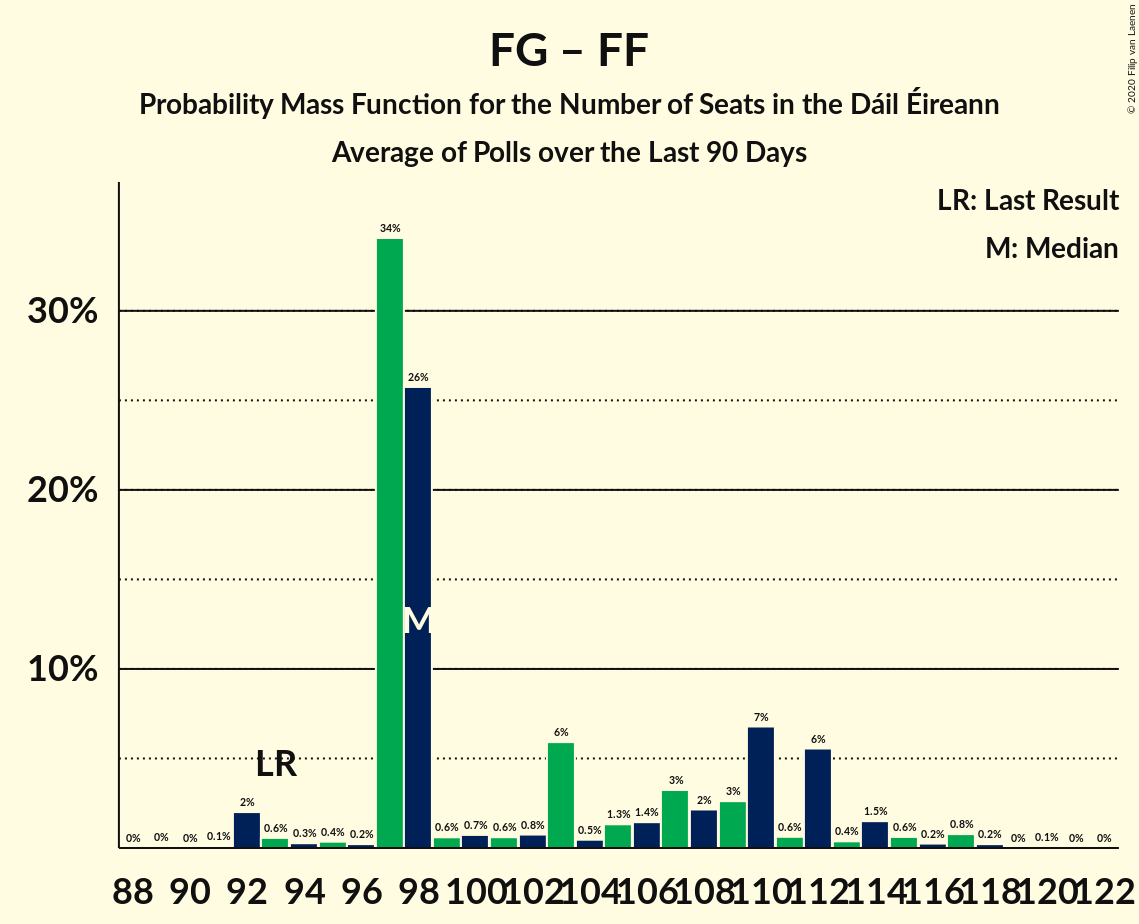 FG – FF
Probability Mass Function for the Number of Seats in the Dáil Éireann
Average of Polls over the Last 90 Days
© 2020 Filip van Laenen
LR: Last Result
M: Median
30%
20%
10%
34%
26%
M
LR
0% 0% 0% 0.1% 2% 0.6% 0.3% 0.4% 0.2% 0.6% 0.7% 0.6% 0.8% 6% 0.5% 1.3% 1.4% 3% 2% 3% 7% 0.6% 6% 0.4% 1.5% 0.6% 0.2% 0.8% 0.2% 0% 0.1% 0% 0%
88 90 92 94 96 98 100 102 104 106 108 110 112 114 116 118 120 122